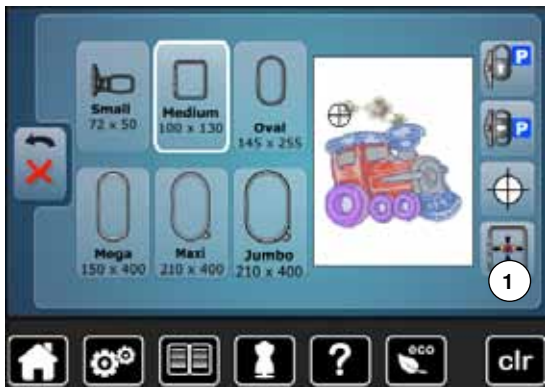 Small
72 x 50
Medium
100 x 130
Oval
145 x 255
Mega
150 x 400
Maxi
210 x 400
Jumbo
210 x 400
P
P
1
?
eco
clr